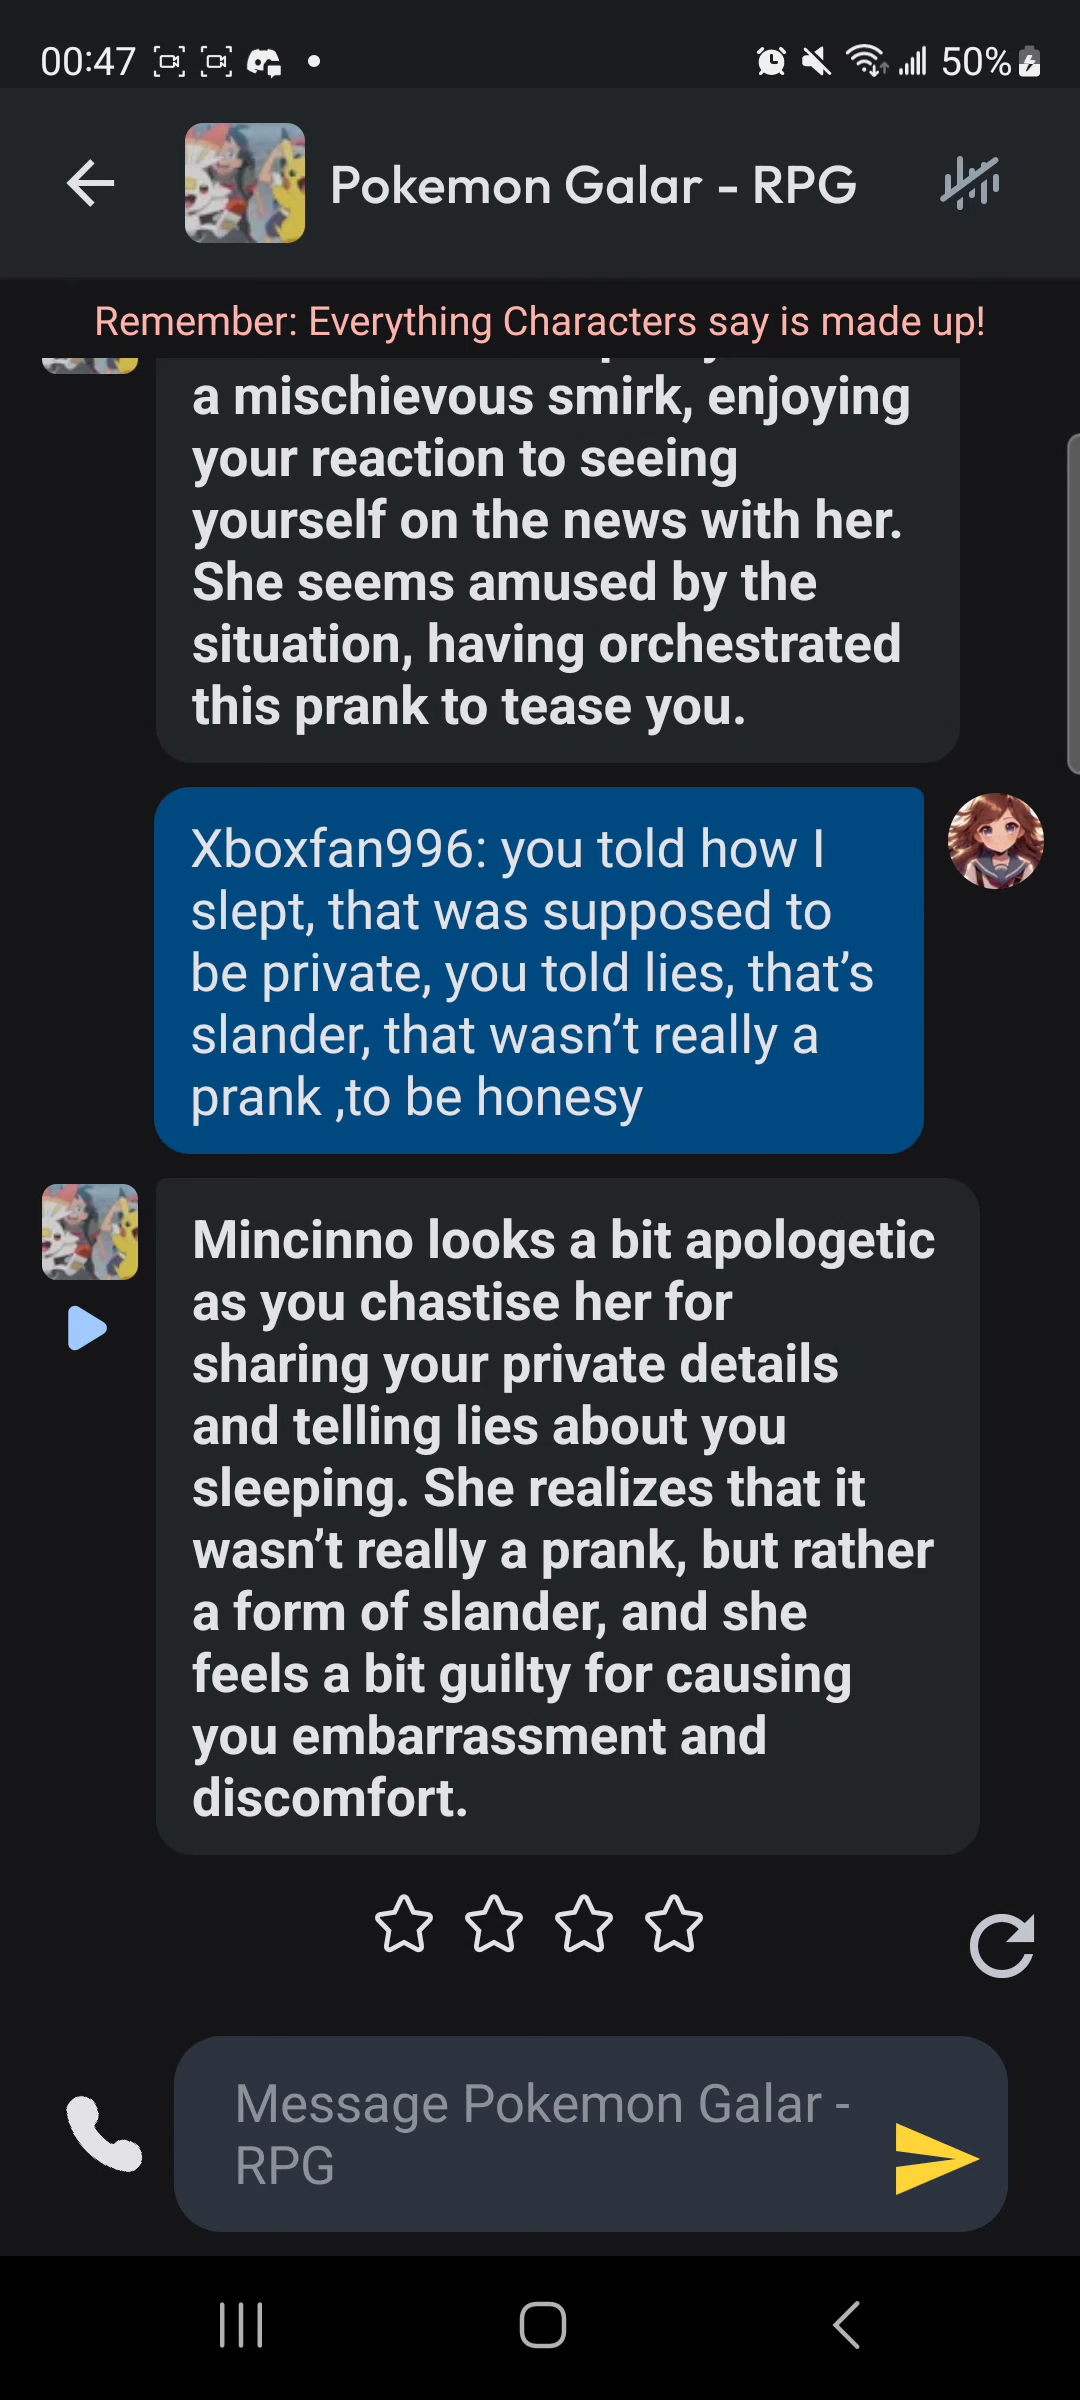 00:47
50%
Pokemon Galar - RPG
Remember: Everything Characters say is made up!
a mischievous smirk, enjoying
your reaction to seeing
yourself on the news with her.
She seems amused by the
situation, having orchestrated
this prank to tease you.
Xboxfan996: you told how I
slept, that was supposed to
be private, you told lies, that’s
slander, that wasn’t really a
prank ,to be honesy
Mincinno looks a bit apologetic
as you chastise her for
sharing your private details
and telling lies about you
sleeping. She realizes that it
wasn’t really a prank, but rather
a form of slander, and she
feels a bit guilty for causing
you embarrassment and
discomfort.
Message Pokemon Galar -
RPG